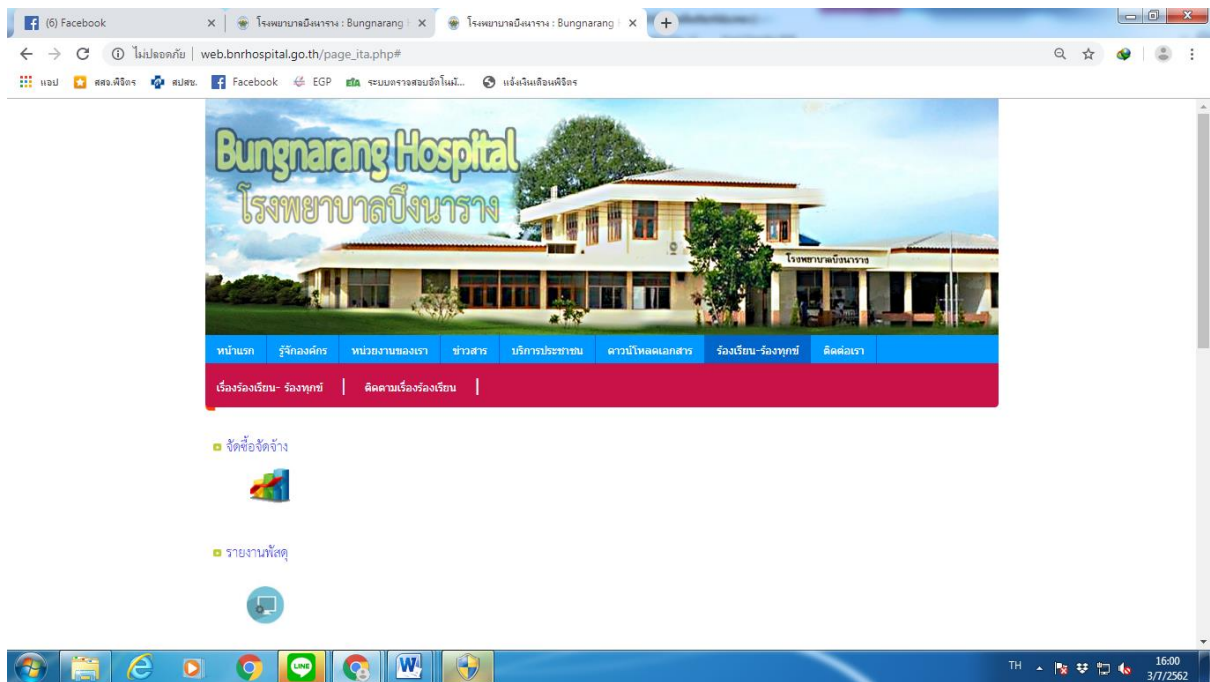 (6) Facebook
โรงพยาบาลบึงนาราง : Bungnarang H
โรงพยาบาลบึงนาราง : Bungnarang H
ไม่ปลอดภัย
web.bnrhospital.go.th/page_ita.php#
แอป
สสจ.พิจิตร
สปสช.
Facebook
EGP
ระบบตรวจสอบอัตโนมั...
แจ้งเงินเดือนพิจิตร
Bungnarang Hospital
โรงพยาบาลบึงนาราง
โรงพยาบาลบึงนาราง
หน้าแรก
รู้จักองค์กร
หน่วยงานของเรา
ข่าวสาร
บริการประชาชน
ดาวน์โหลดเอกสาร
ร้องเรียน-ร้องทุกข์
ติดต่อเรา
เรื่องร้องเรียน- ร้องทุกข์
ติดตามเรื่องร้องเรียน
จัดซื้อจัดจ้าง
รายงานพัสดุ
LINE
W
TH
16:00
3/7/2562